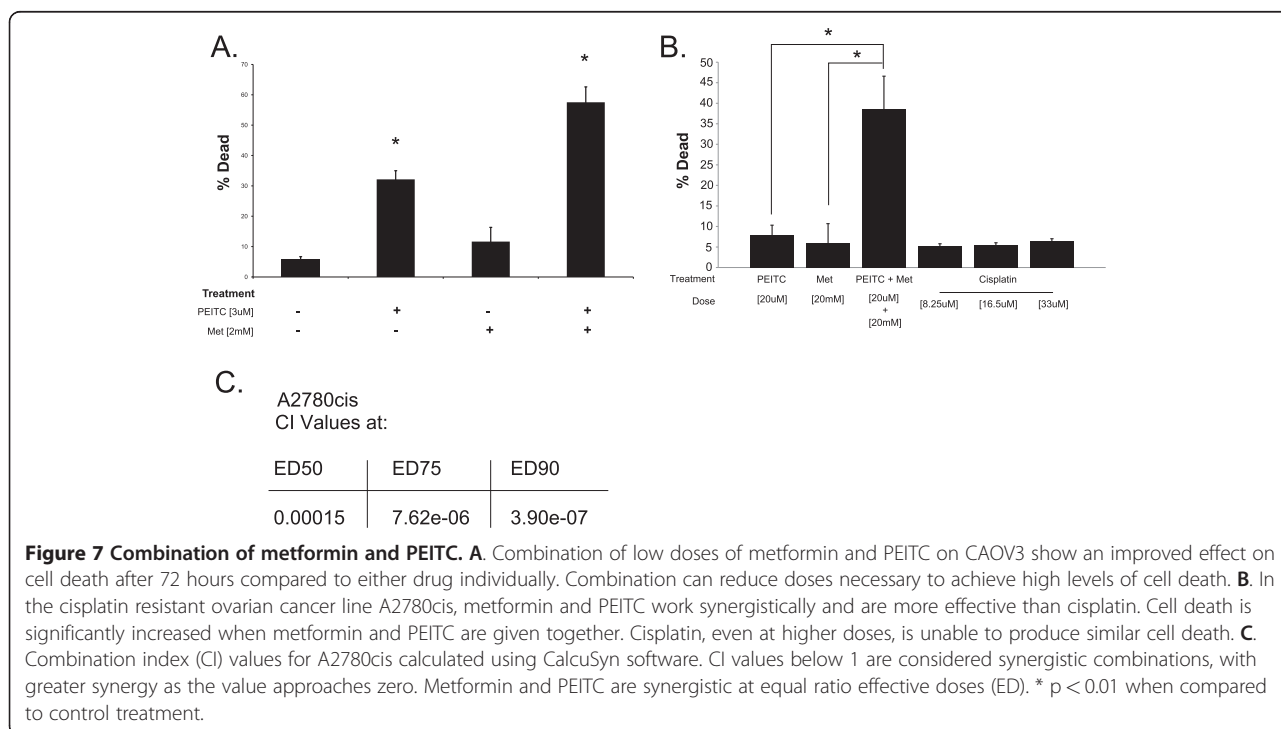 A.
*
*
70
60
50
40
30
20
10
0
% Dead
Treatment
PEITC [3uM] - + - +
Met [2mM] - - + +
B.
*
*
50
45
40
35
30
25
20
15
10
5
0
% Dead
Treatment PEITC Met PEITC + Met Cisplatin
Dose [20uM] [20mM] [20uM] + [20mM] [8.25uM] [16.5uM] [33uM]
C.
A2780cis
CI Values at:
ED50 ED75 ED90
0.00015 7.62e-06 3.90e-07
Figure 7 Combination of metformin and PEITC. A. Combination of low doses of metformin and PEITC on CAOV3 show an improved effect on
cell death after 72 hours compared to either drug individually. Combination can reduce doses necessary to achieve high levels of cell death. B. In
the cisplatin resistant ovarian cancer line A2780cis, metformin and PEITC work synergistically and are more effective than cisplatin. Cell death is
significantly increased when metformin and PEITC are given together. Cisplatin, even at higher doses, is unable to produce similar cell death. C.
Combination index (CI) values for A2780cis calculated using CalcuSyn software. CI values below 1 are considered synergistic combinations, with
greater synergy as the value approaches zero. Metformin and PEITC are synergistic at equal ratio effective doses (ED). * p < 0.01 when compared
to control treatment.